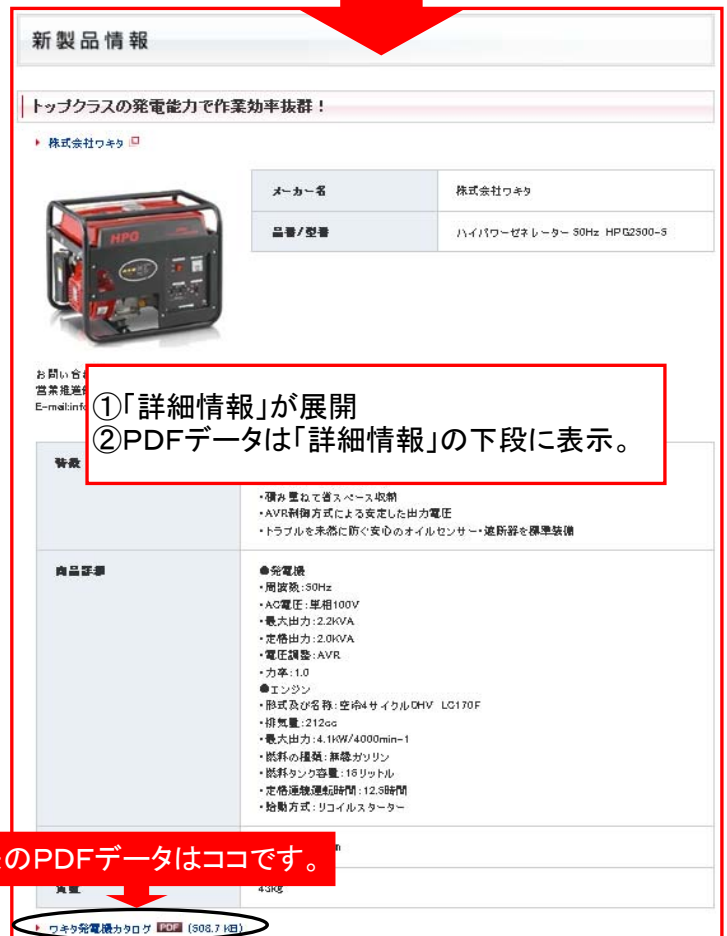 新製品情報
トップクラスの発電能力で作業効率抜群！
株式会社ワキタ
メーカー名
株式会社ワキタ
品番/型番
ハイパワーゼネレーター 50Hz HPG2500-S
HPG
お問い合
営業推進
E-mail:info
①「詳細情報」が展開
②PDFデータは「詳細情報」の下段に表示。
特徴
・積み重ねて省スペース収納
・AVR制御方式による安定した出力電圧
・トラブルを未然に防ぐ安心のオイルセンサー・遮断器を標準装備
商品詳細
●発電機
・周波数:50Hz
・AC電圧:単相100V
・最大出力:2.2KVA
・定格出力:2.0KVA
・電圧調整:AVR
・力率:1.0
●エンジン
・形式及び名称:空冷4サイクルOHV LC170F
・排気量:212cc
・最大出力:4.1KW/4000min-1
・燃料の種類:無鉛ガソリン
・燃料タンク容量:16リットル
・定格連続運転時間:12.5時間
・始動方式:リコイルスターター
のPDFデータはココです。
質量
43Kg
ワキタ発電機カタログ PDF (508.7 KB)